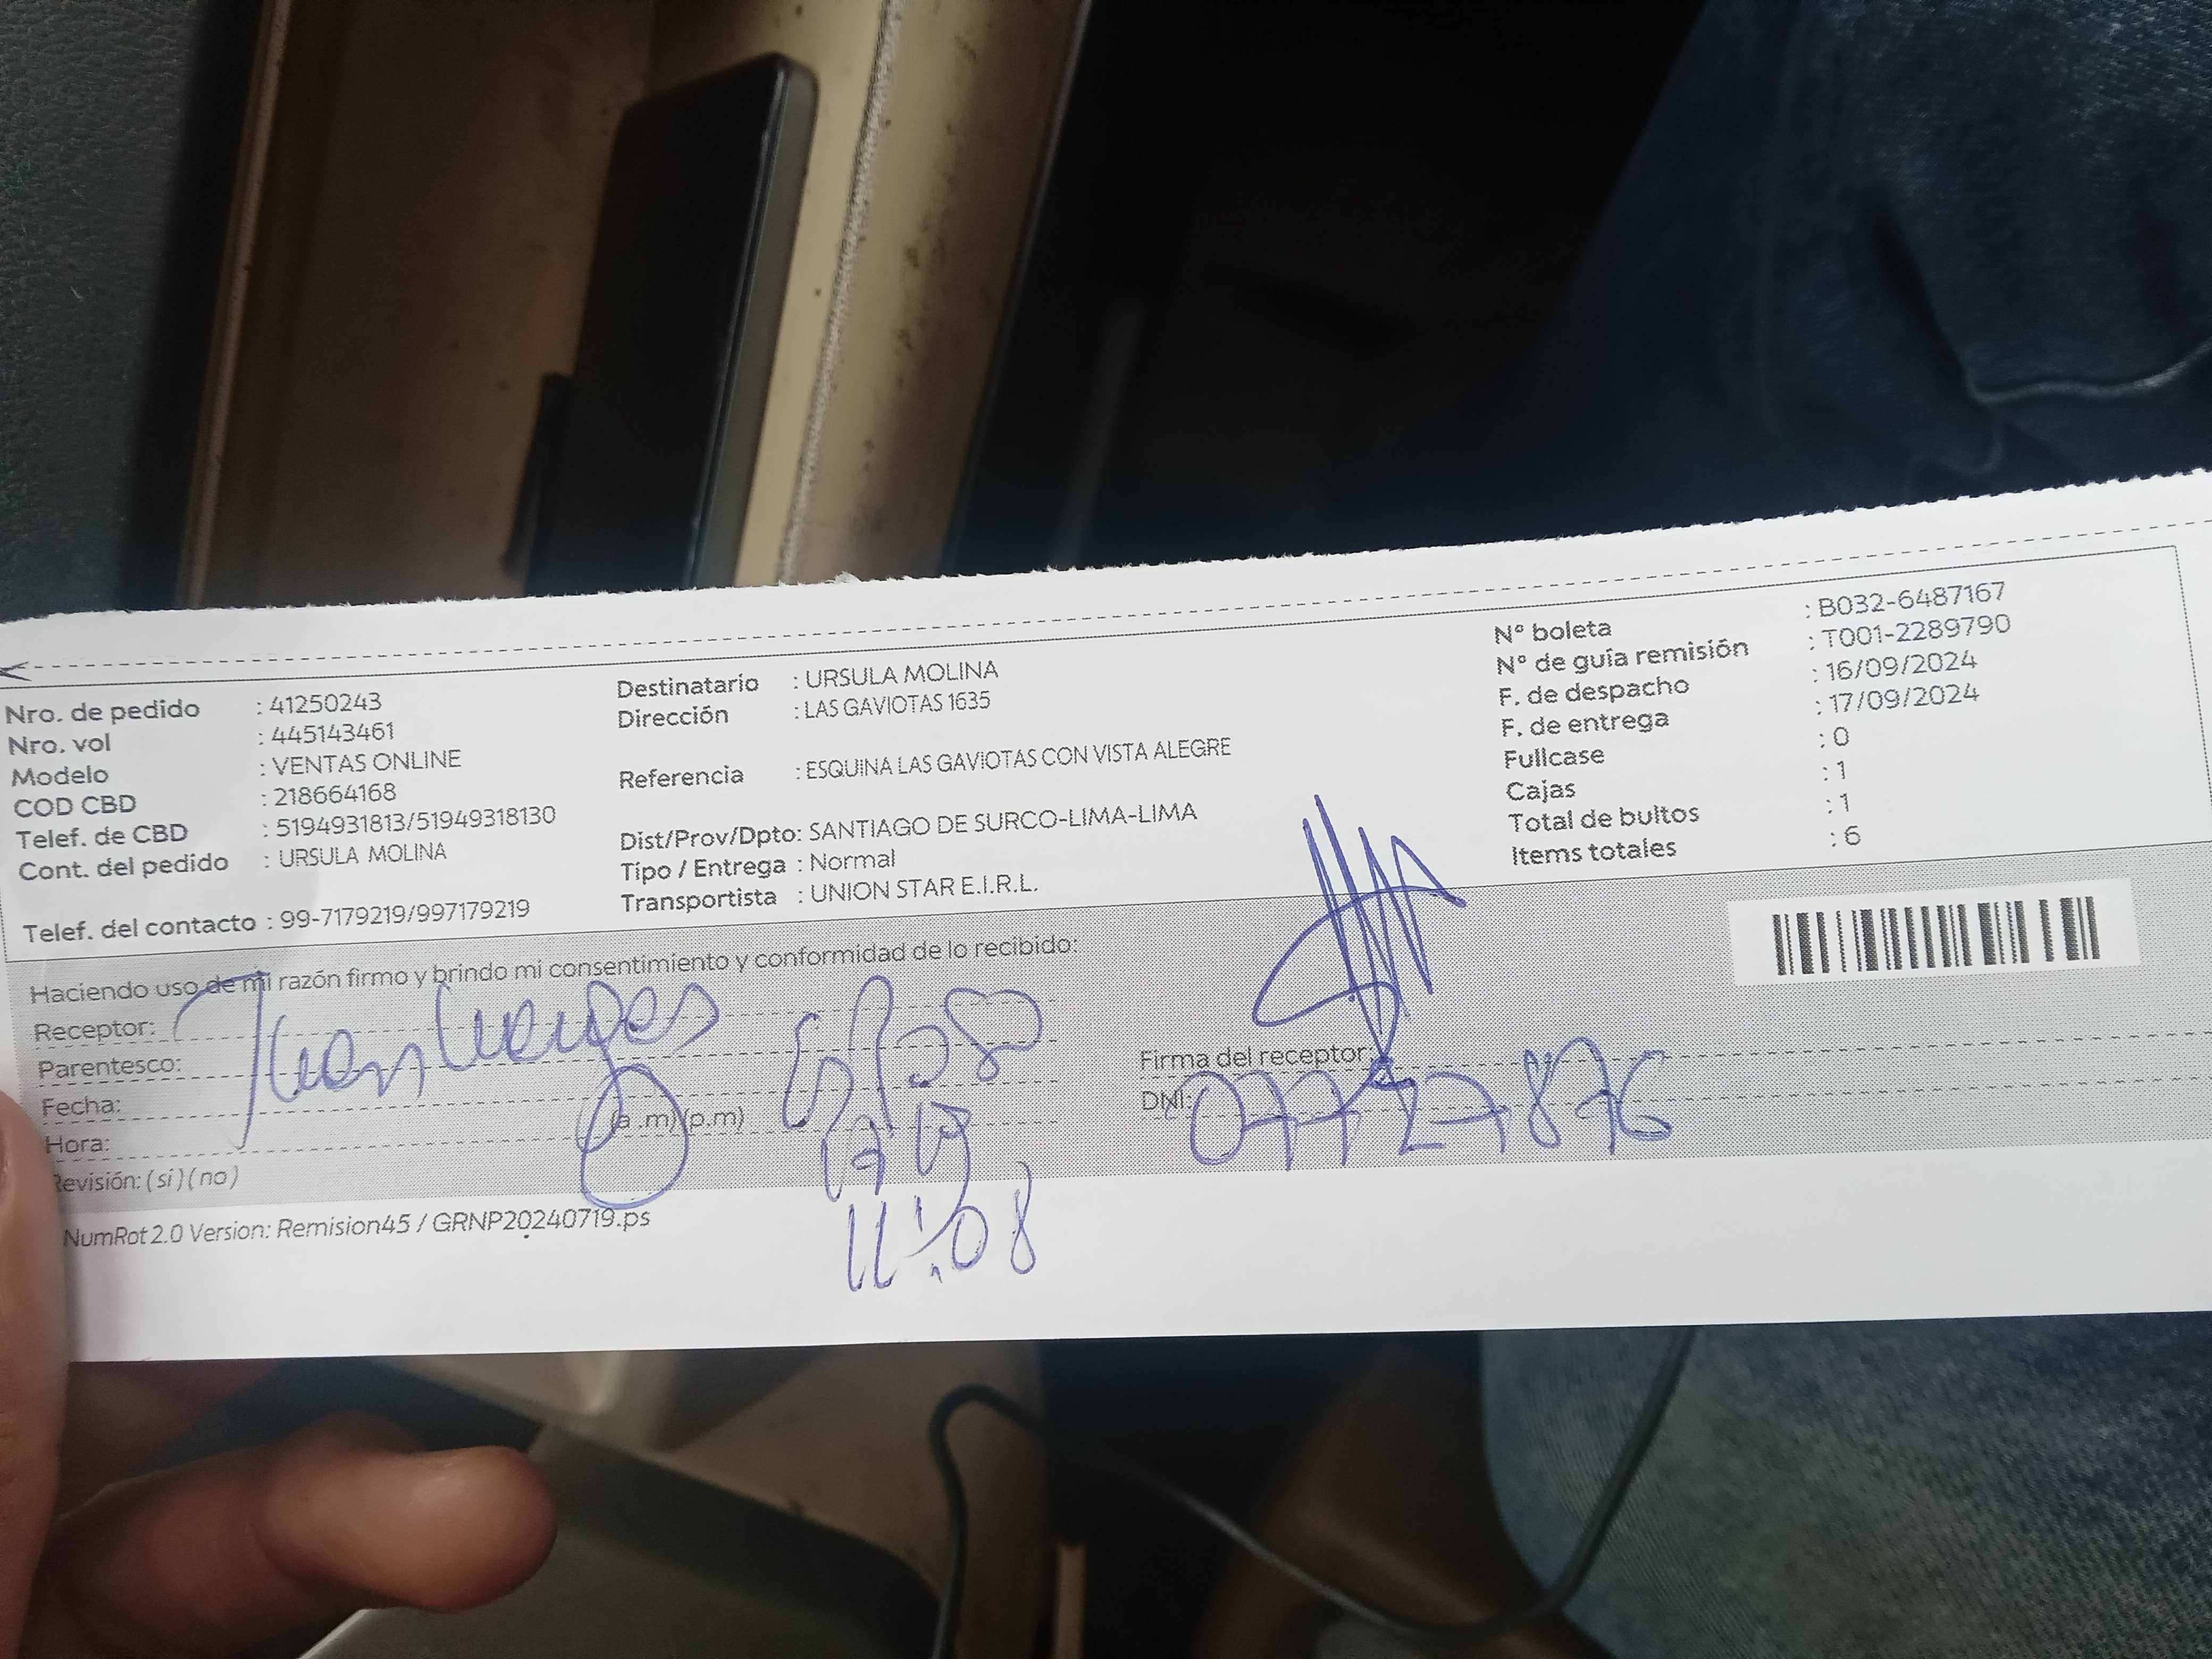 Nro. de pedido : 41250243
Nro. vol : 445143461
Modelo : VENTAS ONLINE
COD CBD : 218664168
Telef. de CBD : 5194931813/51949318130
Cont. del pedido : URSULA MOLINA
Telef. del contacto : 99-7179219/997179219
Destinatario : URSULA MOLINA
Dirección : LAS GAVIOTAS 1635
Referencia : ESQUINA LAS GAVIOTAS CON VISTA ALEGRE
Dist/Prov/Dpto: SANTIAGO DE SURCO-LIMA-LIMA
Tipo / Entrega : Normal
Transportista : UNION STAR E.I.R.L.
N° boleta : B032-6487167
N° de guía remisión : T001-2289790
F. de despacho : 16/09/2024
F. de entrega : 17/09/2024
Fullcase : 0
Cajas : 1
Total de bultos : 1
Items totales : 6
Haciendo uso de mi razón firmo y brindo mi consentimiento y conformidad de lo recibido:
Receptor: Juan Vargas Esposo
Parentesco:
Fecha:
Hora: (a .m) (p.m)
11:08
Revisión: (si) (no)
Firma del receptor:
DNI: 07727876
NumRot 2.0 Version: Remision45 / GRNP20240719.ps